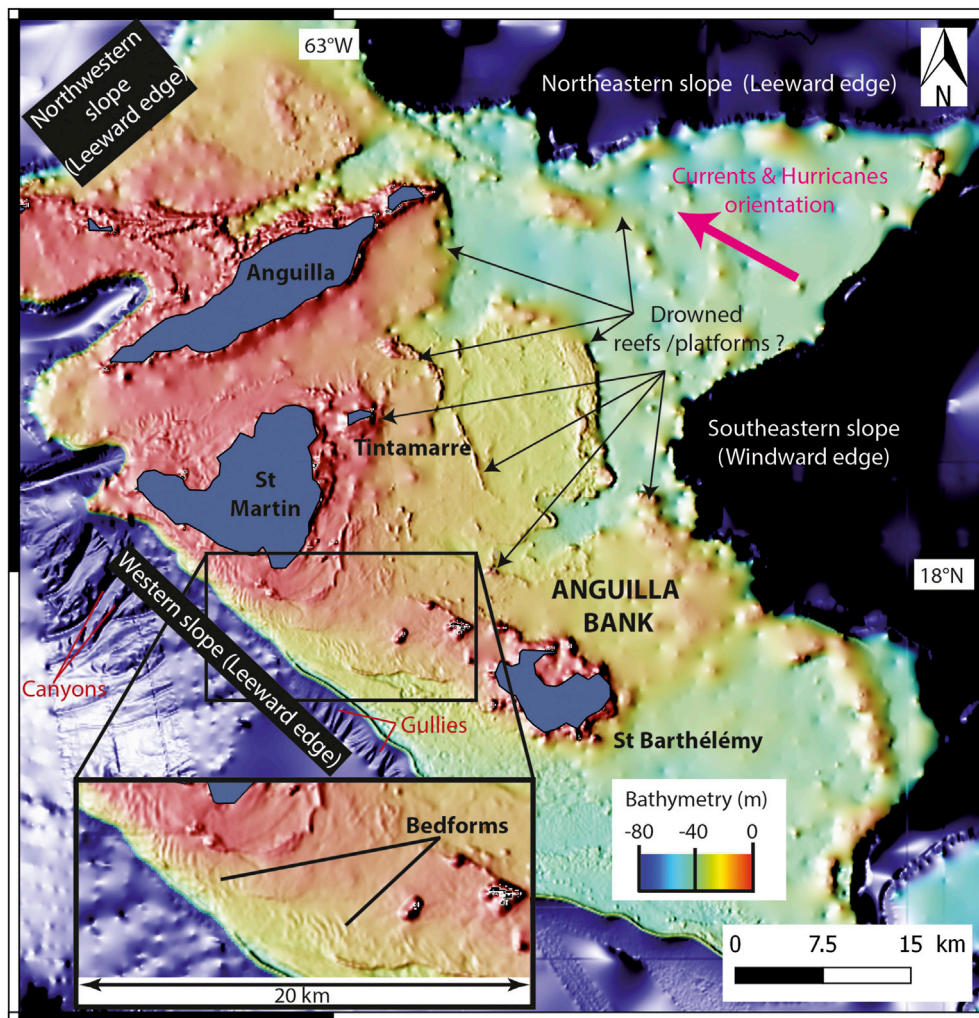 63°W
N
Northwestern
slope
(Leeward edge)
Northeastern slope (Leeward edge)
Currents & Hurricanes
orientation
Anguilla
Drowned
reefs /platforms ?
Tintamarre
Southeastern slope
(Windward edge)
St
Martin
18°N
ANGUILLA
BANK
Western slope (Leeward edge)
Canyons
Gullies
St Barthélémy
Bathymetry (m)
-80 -40 0
Bedforms
0 7.5 15 km
20 km